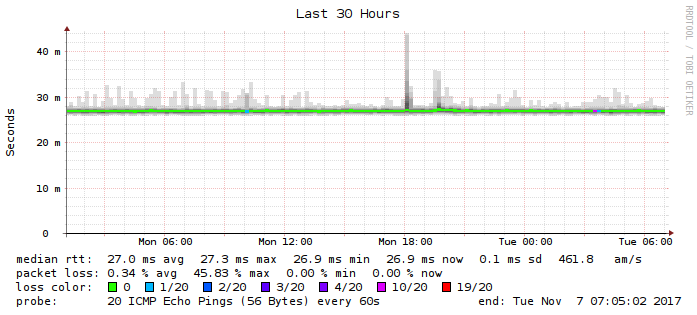 Last 30 Hours
RRDTOOL / TOBI OETIKER
Seconds
40 m
30 m
20 m
10 m
0
Mon 06:00 Mon 12:00 Mon 18:00 Tue 00:00 Tue 06:00
median rtt: 27.0 ms avg 27.3 ms max 26.9 ms min 26.9 ms now 0.1 ms sd 461.8 am/s
packet loss: 0.34 % avg 45.83 % max 0.00 % min 0.00 % now
loss color: 0 1/20 2/20 3/20 4/20 10/20 19/20
probe: 20 ICMP Echo Pings (56 Bytes) every 60s end: Tue Nov 7 07:05:02 2017